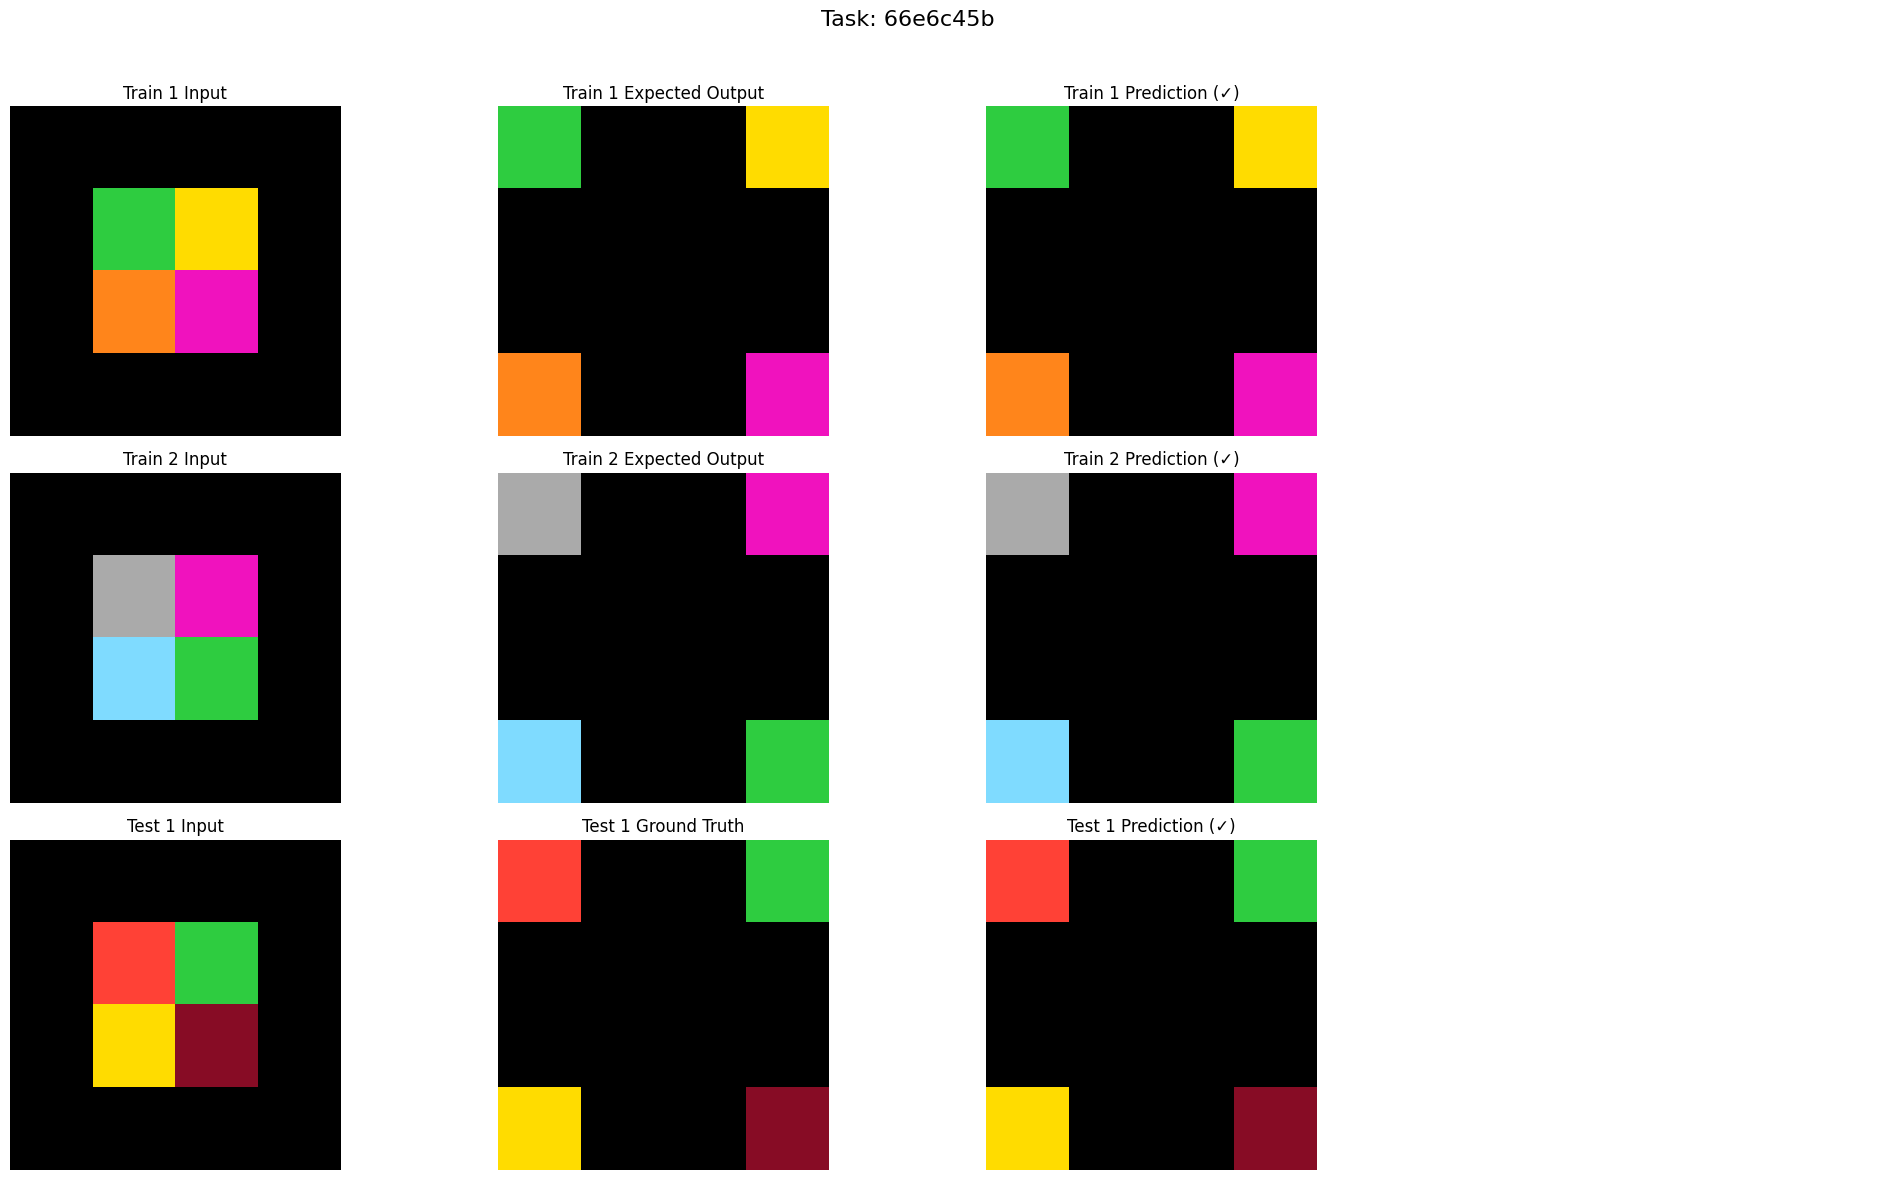 Task: 66e6c45b
Train 1 Input
Train 1 Expected Output
Train 1 Prediction (✓)
Train 2 Input
Train 2 Expected Output
Train 2 Prediction (✓)
Test 1 Input
Test 1 Ground Truth
Test 1 Prediction (✓)